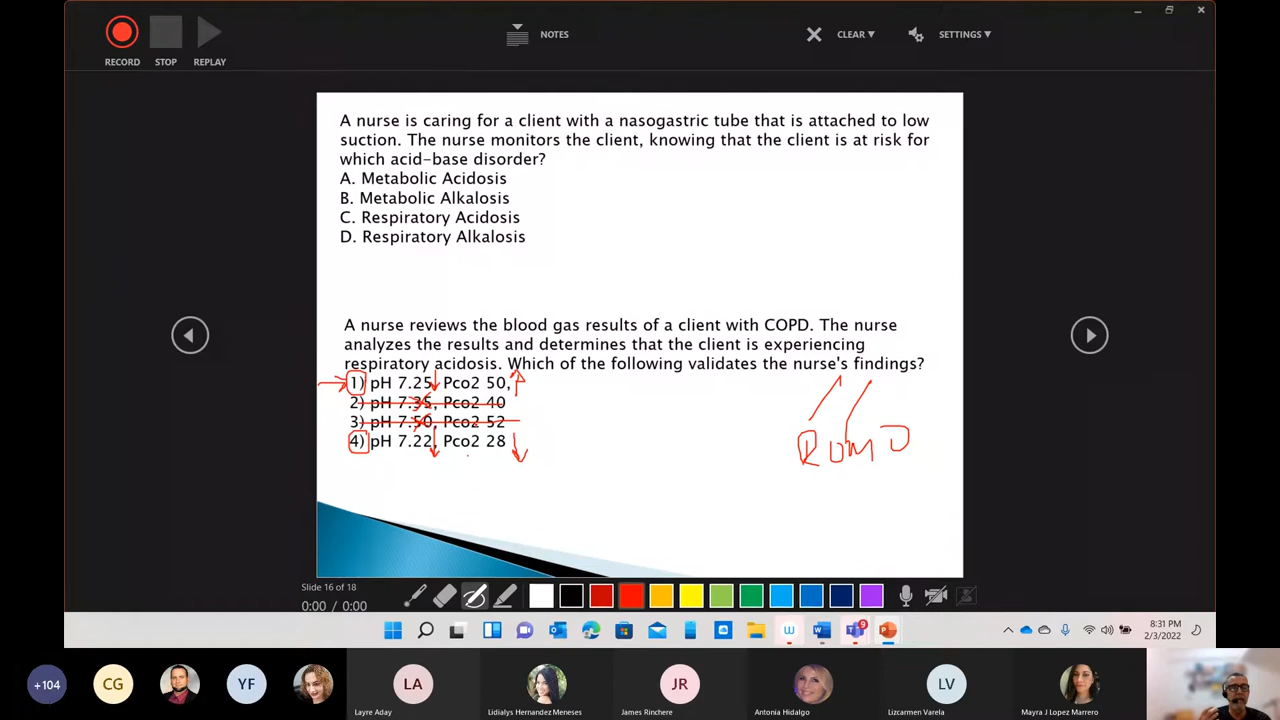 NOTES
CLEAR
SETTINGS
RECORD
STOP
REPLAY
A nurse is caring for a client with a nasogastric tube that is attached to low
suction. The nurse monitors the client, knowing that the client is at risk for
which acid-base disorder?
A. Metabolic Acidosis
B. Metabolic Alkalosis
C. Respiratory Acidosis
D. Respiratory Alkalosis
A nurse reviews the blood gas results of a client with COPD. The nurse
analyzes the results and determines that the client is experiencing
respiratory acidosis. Which of the following validates the nurse's findings?
1) pH 7.25, Pco2 50,
2) pH 7.35, Pco2 40
3) pH 7.50, Pco2 52
4) pH 7.22, Pco2 28
ROMO
Slide 16 of 18
0:00 / 0:00
8:31 PM
2/3/2022
9
+104
CG
YF
LA
JR
LV
Layre Aday
Lidialys Hernandez Meneses
James Rinchere
Antonia Hidalgo
Lizcarmen Varela
Mayra J Lopez Marrero